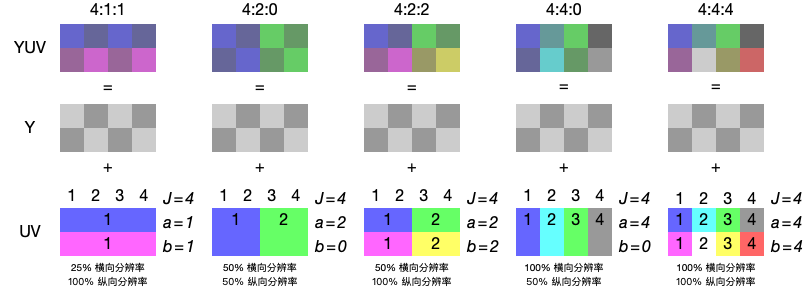 4:1:1 4:2:0 4:2:2 4:4:0 4:4:4
YUV
= = = = =
Y
+ + + + +
1 2 3 4 J=4 1 2 3 4 J=4 1 2 3 4 J=4 1 2 3 4 J=4 1 2 3 4 J=4
1 a=1 1 2 a=2 1 2 a=2 1 2 3 4 a=4 1 2 3 4 a=4
UV
1 b=1 b=0 1 2 b=2 b=0 1 2 3 4 b=4
25% 横向分辨率 50% 横向分辨率 50% 横向分辨率 100% 横向分辨率 100% 横向分辨率
100% 纵向分辨率 50% 纵向分辨率 100% 纵向分辨率 50% 纵向分辨率 100% 纵向分辨率